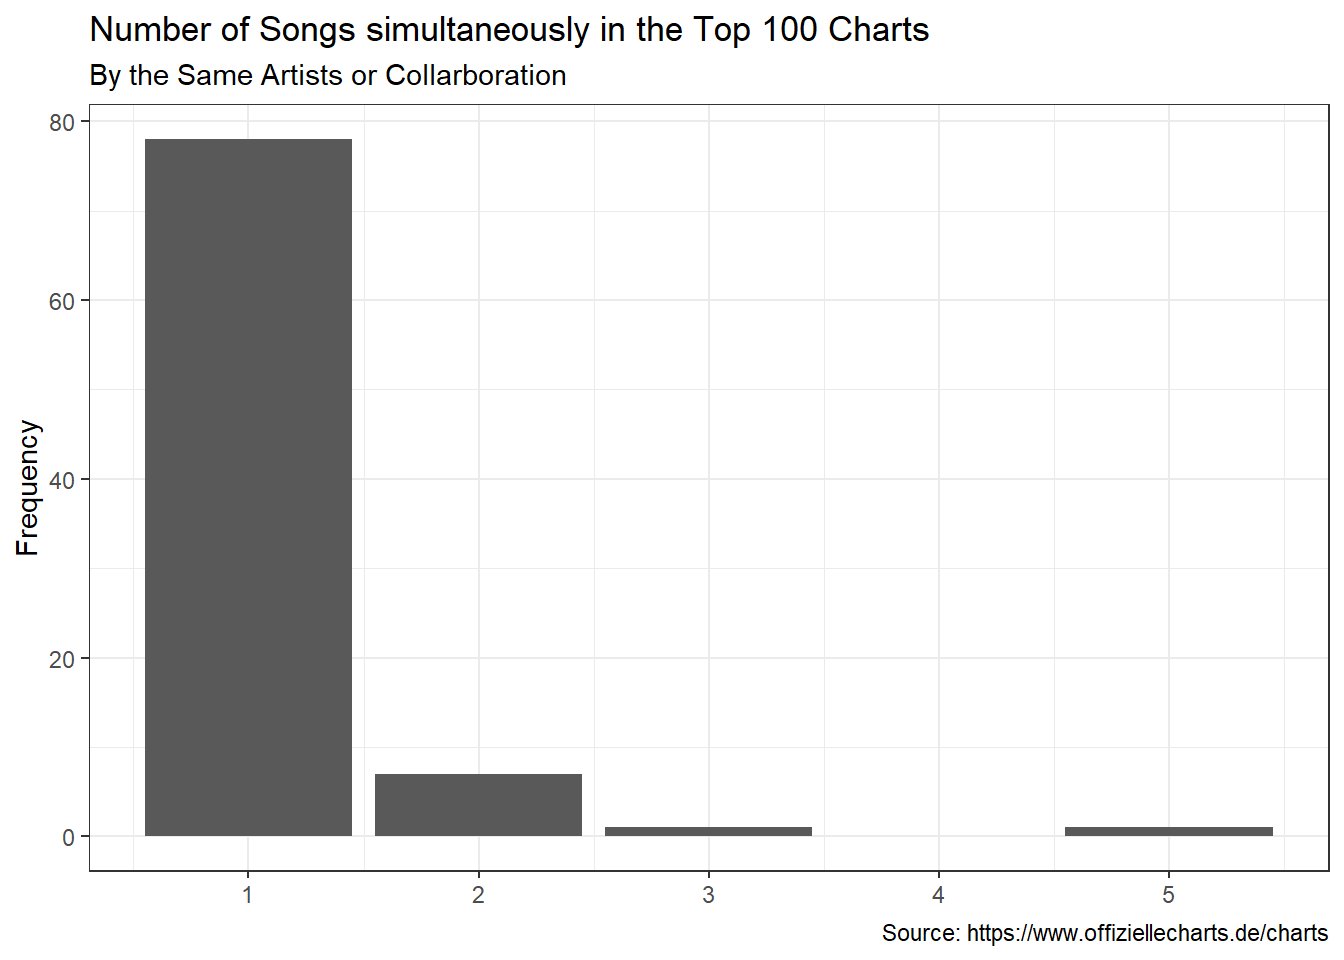 Number of Songs simultaneously in the Top 100 Charts
By the Same Artists or Collarboration
80
60
40
20
0
Frequency
1 2 3 4 5
Source: https://www.offiziellecharts.de/charts